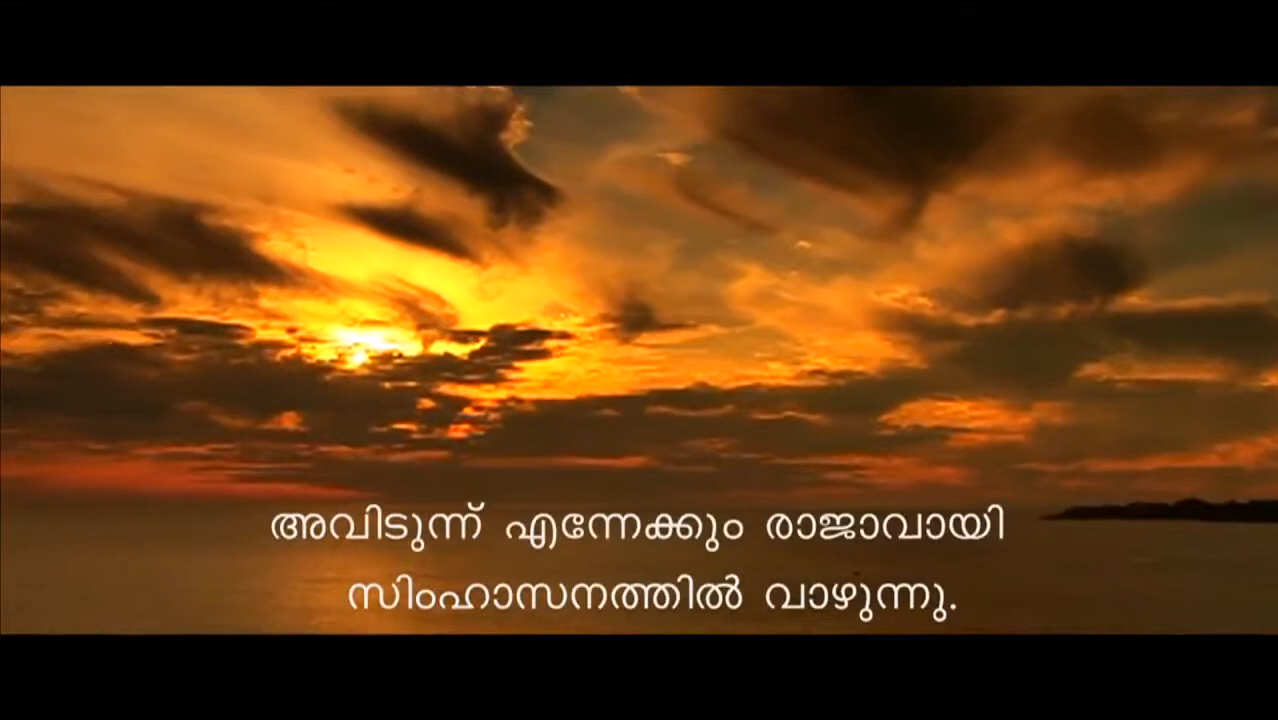 അവിടുന്ന് എന്നേക്കും രാജാവായി
സിംഹാസനത്തിൽ വാഴുന്നു.